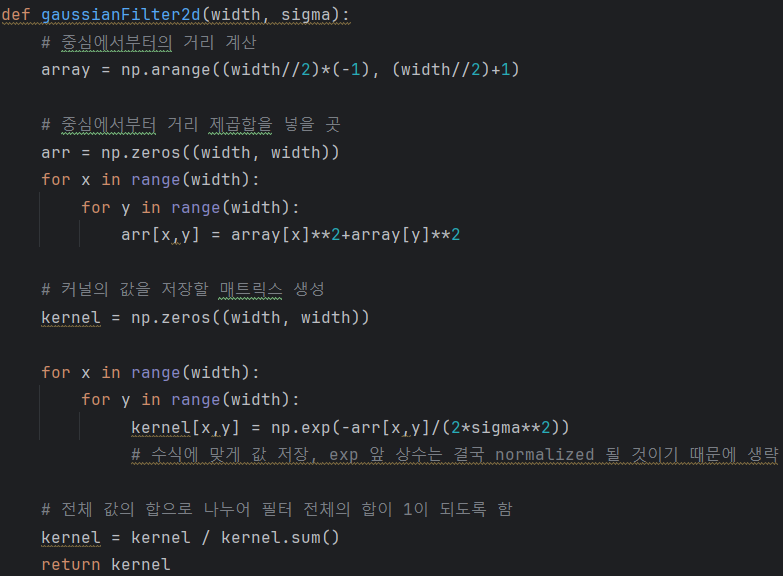 def gaussianFilter2d(width, sigma):
    # 중심에서부터의 거리 계산
    array = np.arange((width//2)*(-1), (width//2)+1)

    # 중심에서부터 거리 제곱합을 넣을 곳
    arr = np.zeros((width, width))
    for x in range(width):
        for y in range(width):
            arr[x,y] = array[x]**2+array[y]**2

    # 커널의 값을 저장할 매트릭스 생성
    kernel = np.zeros((width, width))

    for x in range(width):
        for y in range(width):
             kernel[x,y] = np.exp(-arr[x,y]/(2*sigma**2))
             # 수식에 맞게 값 저장, exp 앞 상수는 결국 normalized 될 것이기 때문에 생략

    # 전체 값의 합으로 나누어 필터 전체의 합이 1이 되도록 함
    kernel = kernel / kernel.sum()
    return kernel